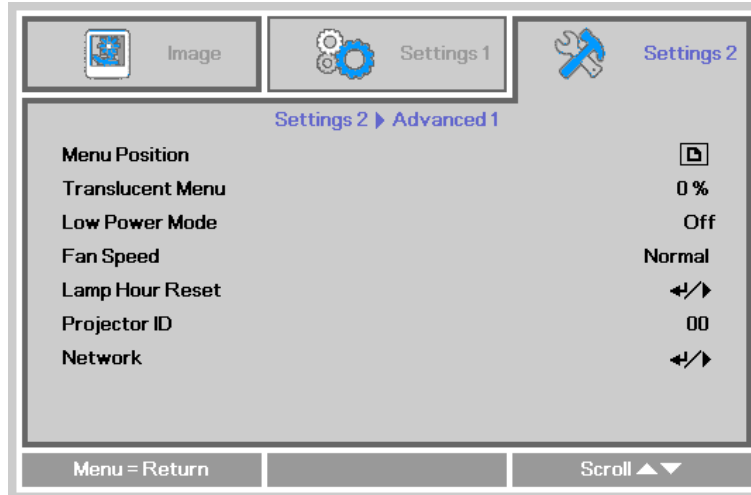 Image
Settings 1
Settings 2
Settings 2 Advanced 1
Menu Position
Translucent Menu 0 %
Low Power Mode Off
Fan Speed Normal
Lamp Hour Reset
Projector ID 00
Network
Menu = Return Scroll ▲▼